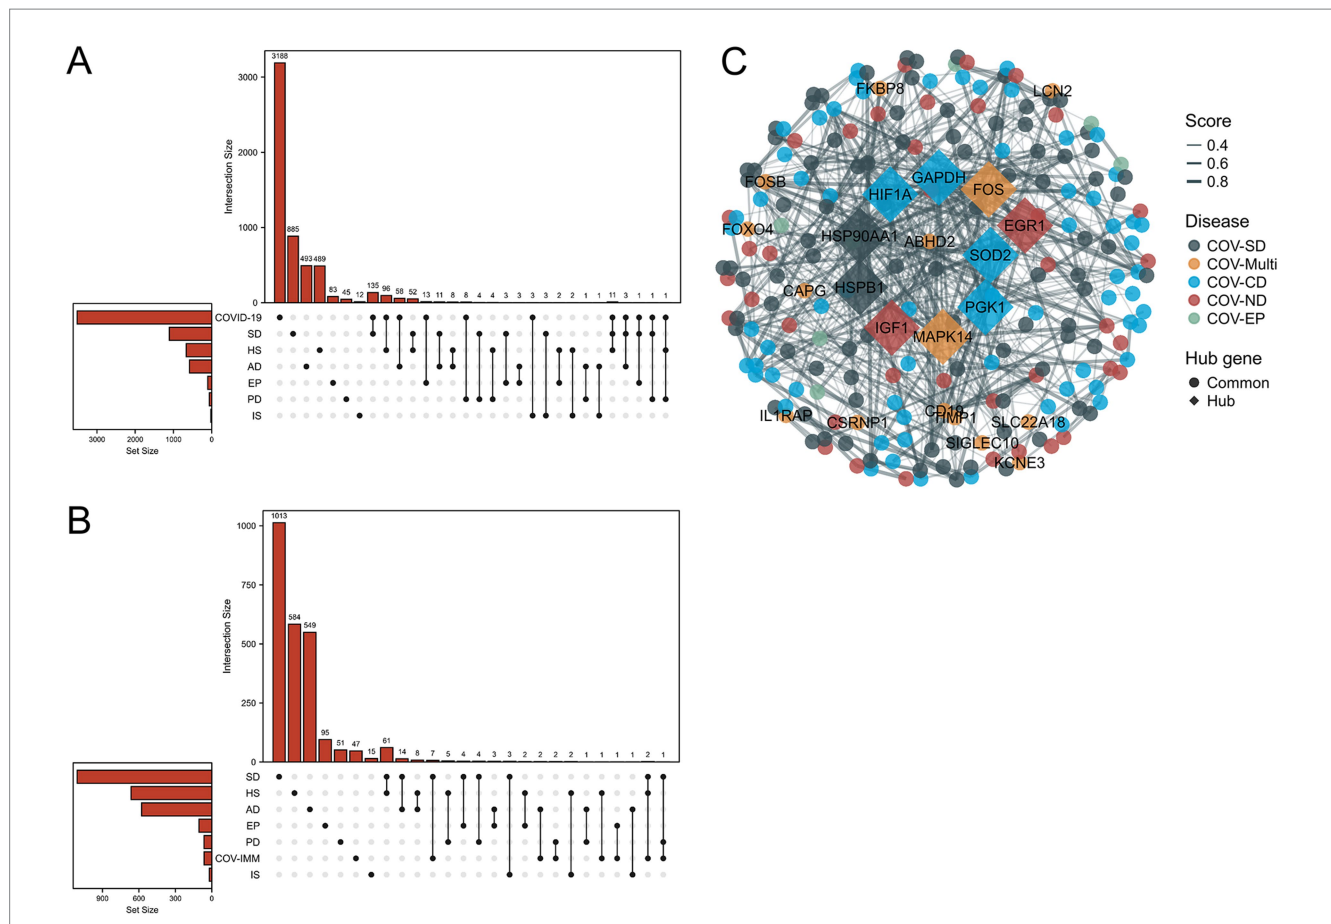 A
3188
3000
885
2000
Intersection Size
1000
493 489
83 45 12 135 96 58 52 13 11 8 8 4 4 3 3 3 3 2 2 1 1 11 3 1 1 1
0
COVID-19
SD
HS
AD
EP
PD
IS
3000 2000 1000 0
Set Size
B
1013
1000
750
584 549
Intersection Size
500
250
95 51 47 15 61 14 8 7 5 4 4 3 3 2 2 2 2 1 1 1 1 2 1
0
SD
HS
AD
EP
PD
COV-IMM
IS
900 600 300 0
Set Size
C
FKBP8
LCN2
FOSB
GAPDH
HIF1A
FOS
FOXO4
HSP90AA1
ABHD2
EGR1
SOD2
CAPG
HSPB1
PGK1
IGF1
MAPK14
IL1RAP
CSRNP1
CD19
HMP1
SLC22A18
SIGLEC10
KCNE3
Score
0.4
0.6
0.8
Disease
COV-SD
COV-Multi
COV-CD
COV-ND
COV-EP
Hub gene
Common
Hub